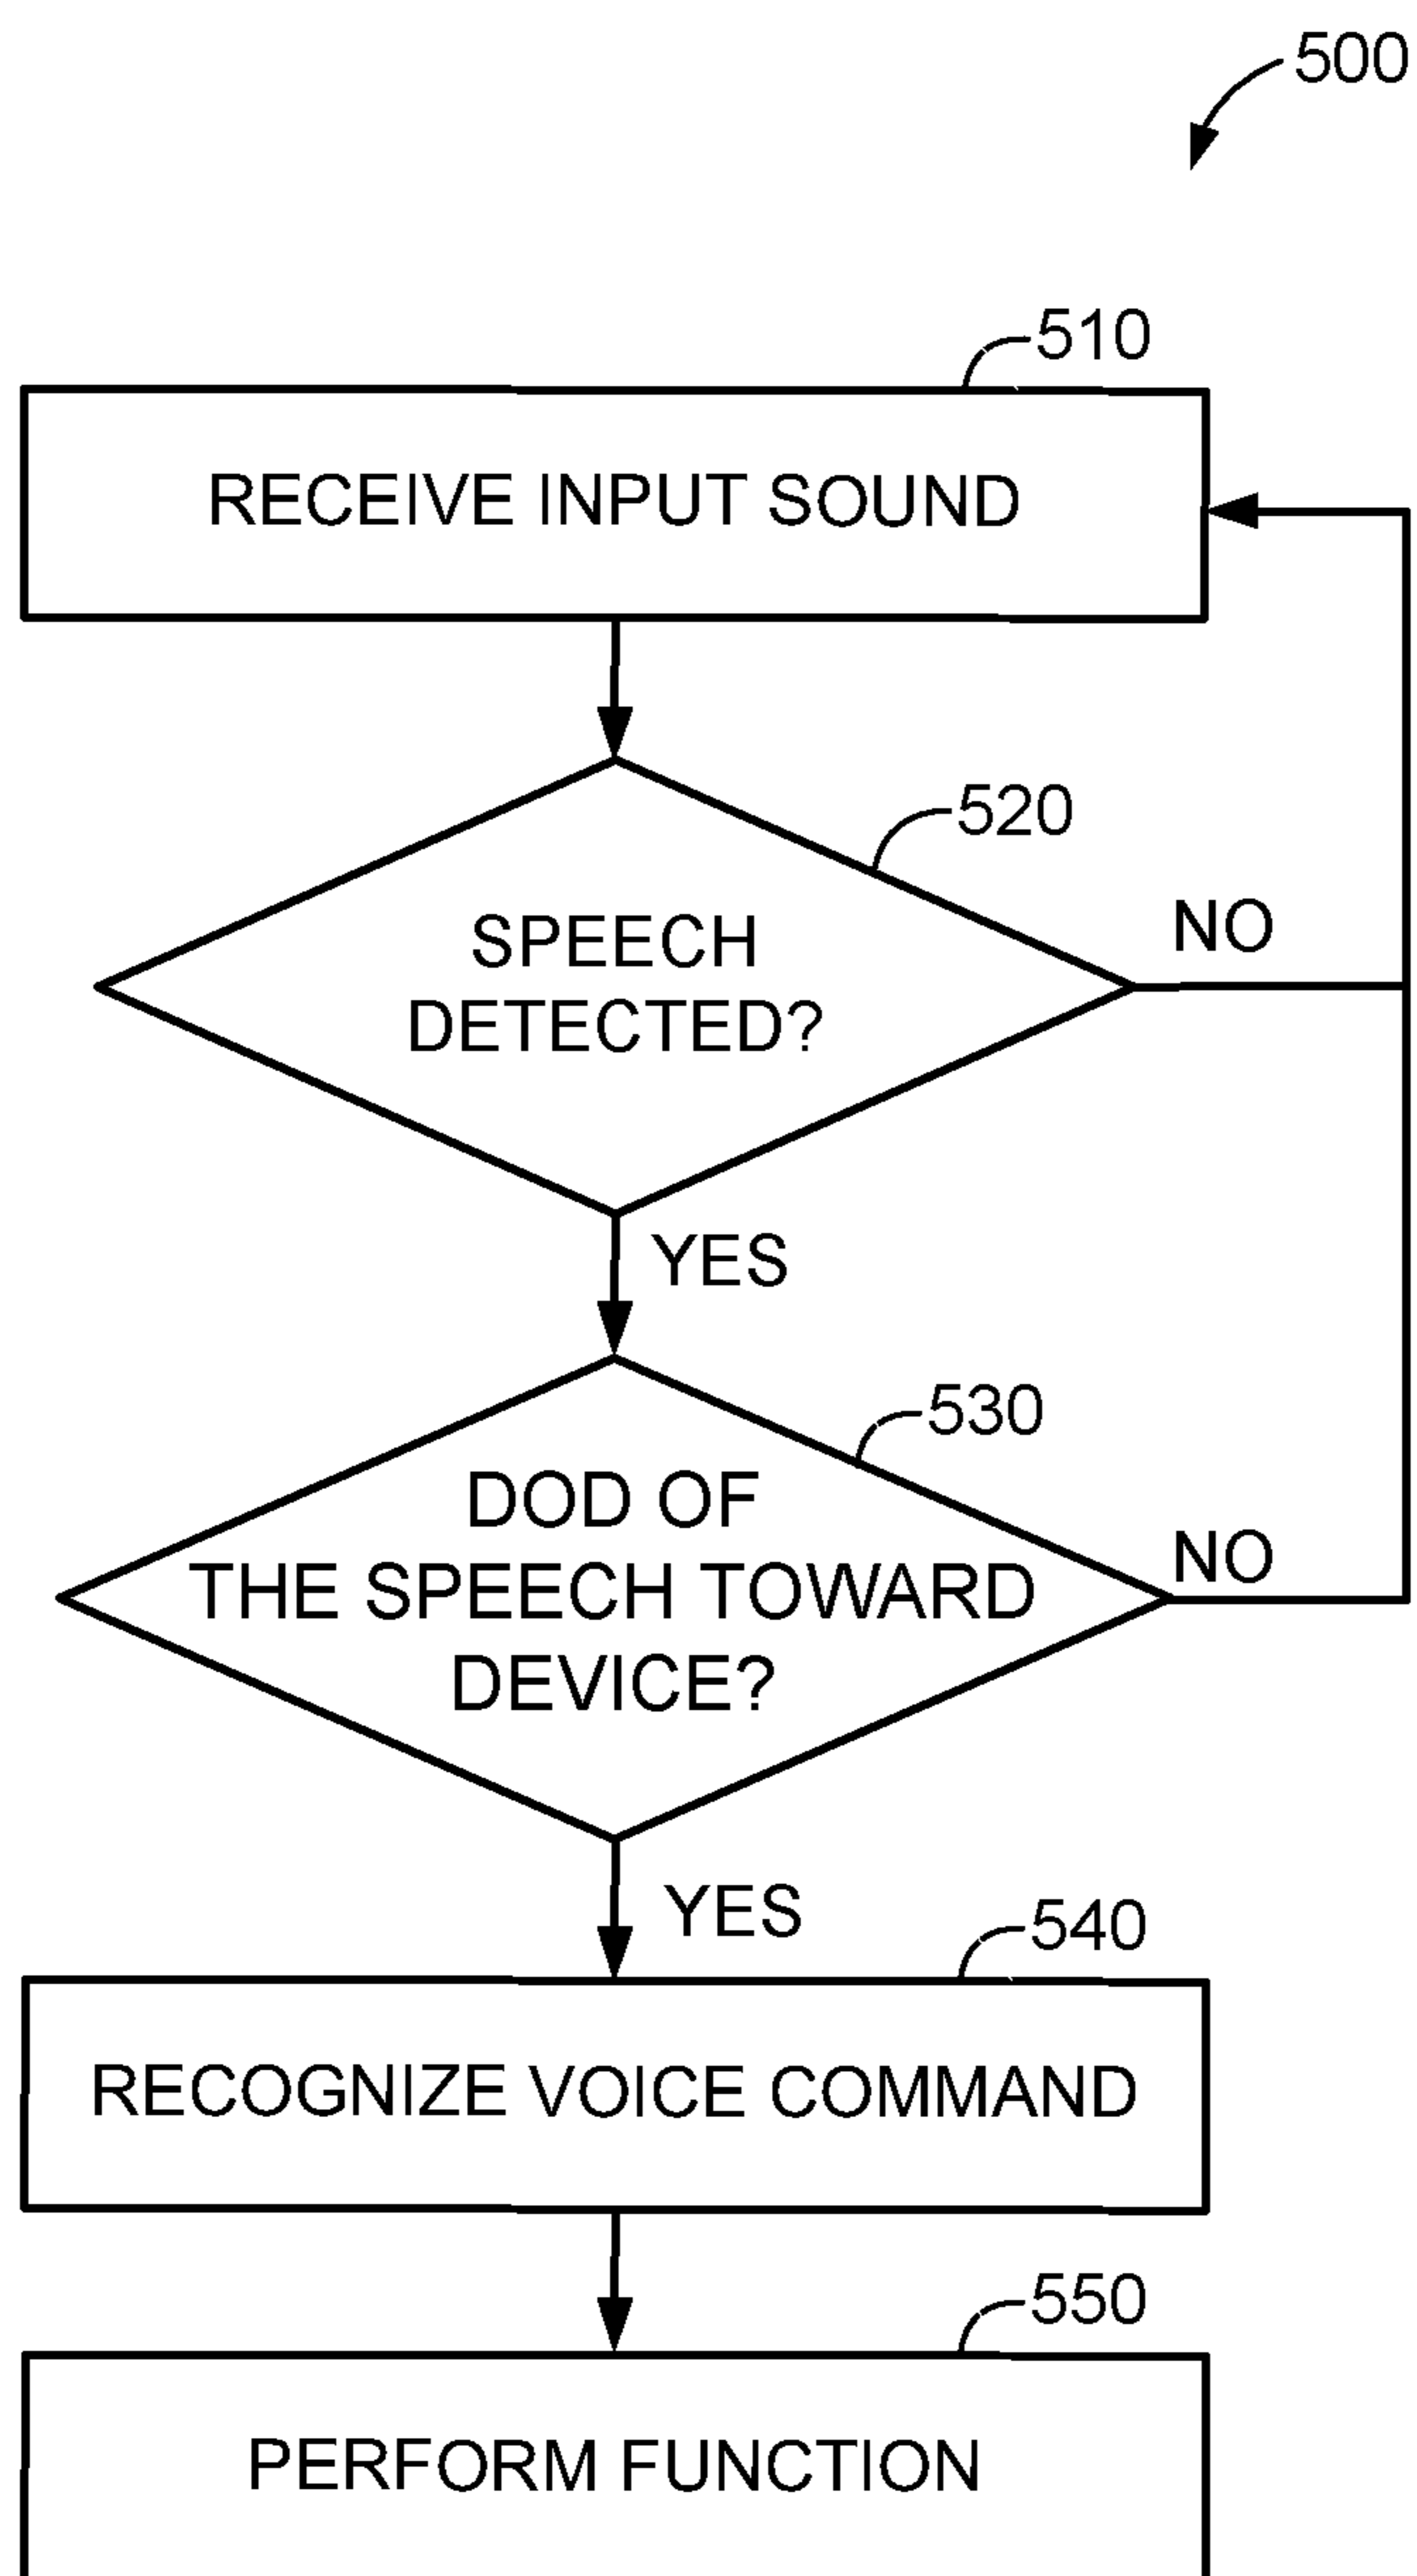 500
510
RECEIVE INPUT SOUND
520
SPEECH
DETECTED?
NO
YES
530
DOD OF
THE SPEECH TOWARD
DEVICE?
NO
YES
540
RECOGNIZE VOICE COMMAND
550
PERFORM FUNCTION